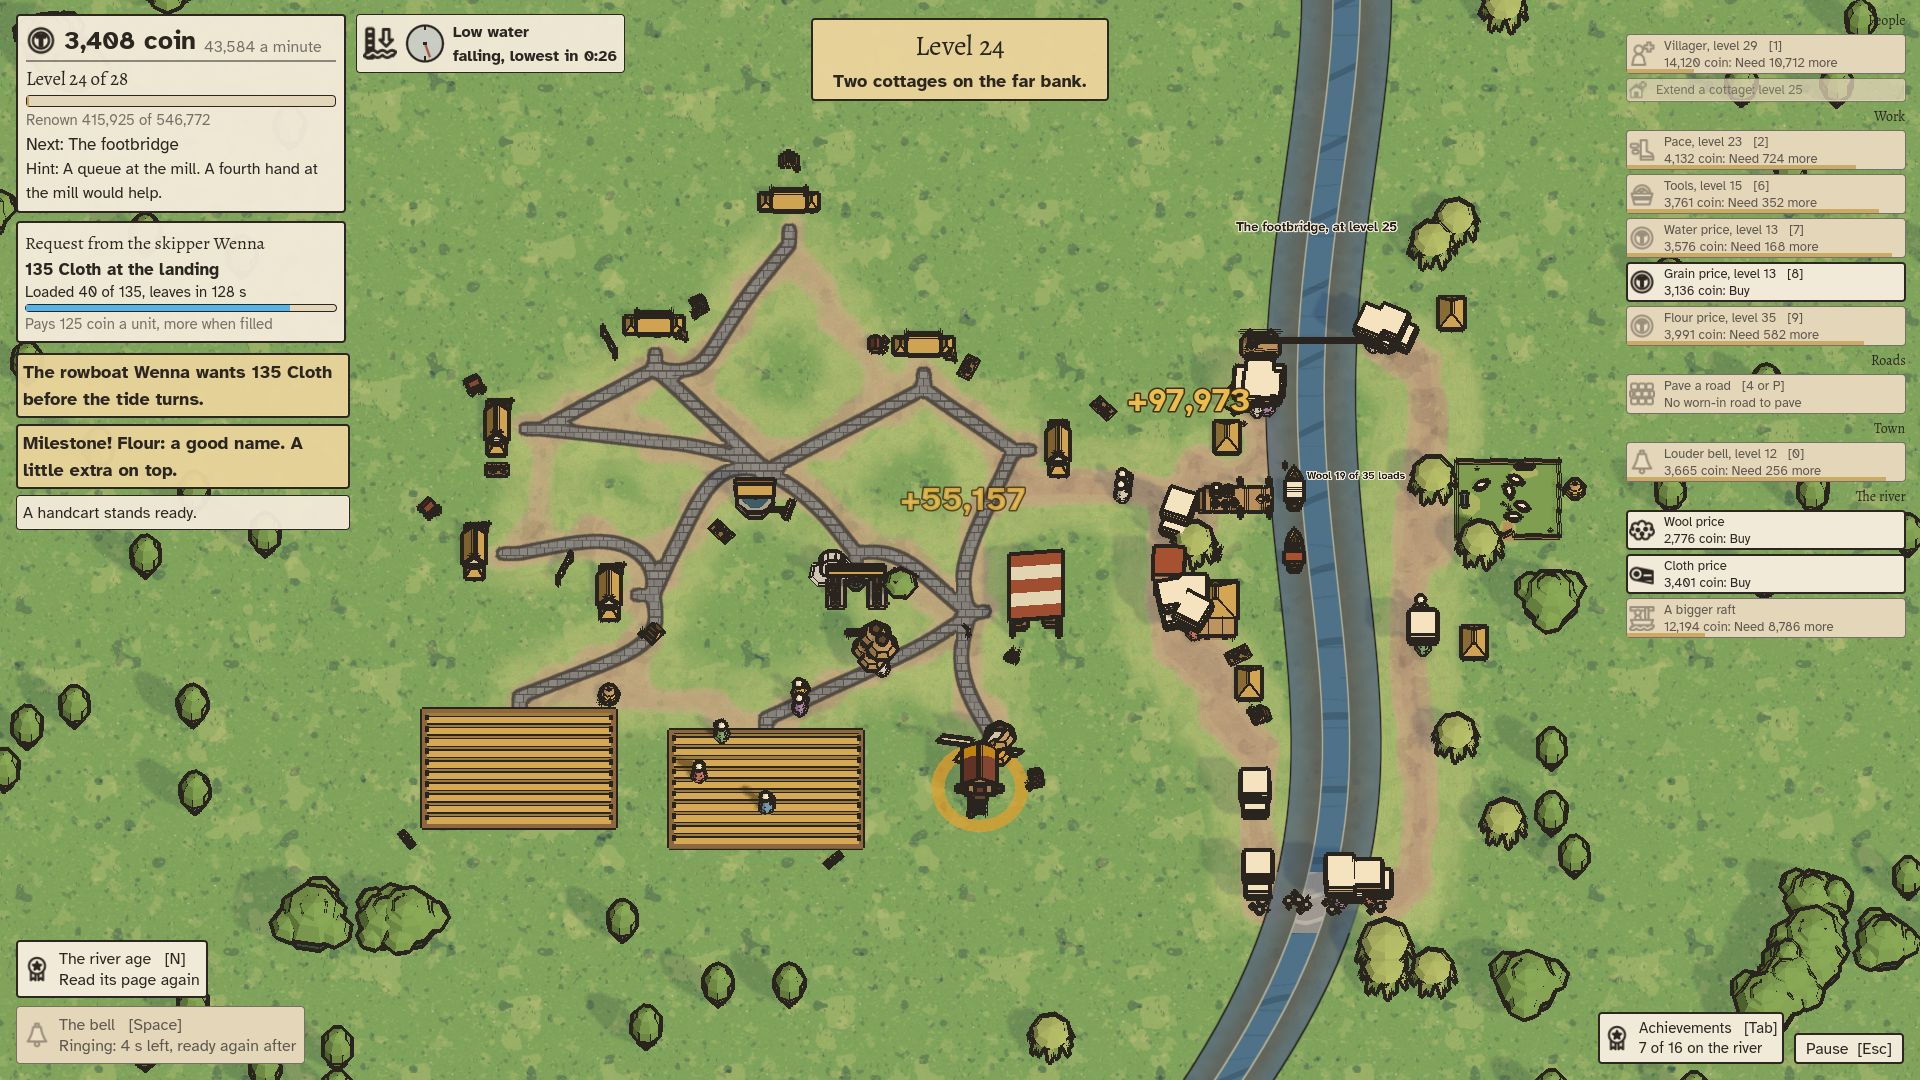 3,408 coin 43,584 a minute
Level 24 of 28
Renown 415,925 of 546,772
Next: The footbridge
Hint: A queue at the mill. A fourth hand at
the mill would help.
Request from the skipper Wenna
135 Cloth at the landing
Loaded 40 of 135, leaves in 128 s
Pays 125 coin a unit, more when filled
The rowboat Wenna wants 135 Cloth
before the tide turns.
Milestone! Flour: a good name. A
little extra on top.
A handcart stands ready.
Low water
falling, lowest in 0:26
Level 24
Two cottages on the far bank.
The footbridge, at level 25
+97,973
Wool 19 of 35 loads
+55,157
People
Villager, level 29 [1]
14,120 coin: Need 10,712 more
Extend a cottage: level 25
Work
Pace, level 23 [2]
4,132 coin: Need 724 more
Tools, level 15 [6]
3,761 coin: Need 352 more
Water price, level 13 [7]
3,576 coin: Need 168 more
Grain price, level 13 [8]
3,136 coin: Buy
Flour price, level 35 [9]
3,991 coin: Need 582 more
Roads
Pave a road [4 or P]
No worn-in road to pave
Town
Louder bell, level 12 [0]
3,665 coin: Need 256 more
The river
Wool price
2,776 coin: Buy
Cloth price
3,401 coin: Buy
A bigger raft
12,194 coin: Need 8,786 more
The river age [N]
Read its page again
The bell [Space]
Ringing: 4 s left, ready again after
Achievements [Tab]
7 of 16 on the river
Pause [Esc]